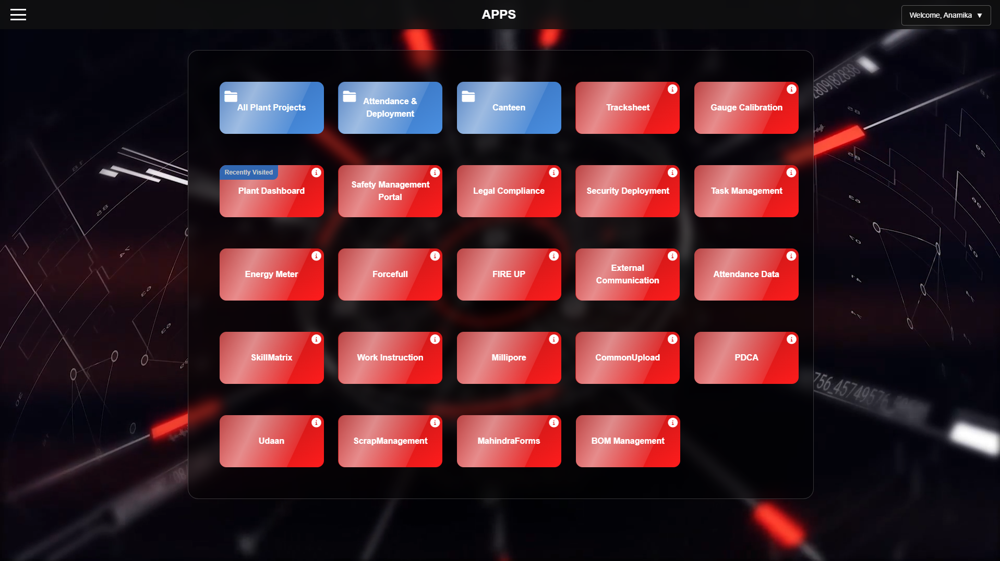 APPS
Welcome, Anamika ▼
All Plant Projects
Attendance &
Deployment
Canteen
Tracksheet
Gauge Calibration
Recently Visited
Plant Dashboard
Safety Management
Portal
Legal Compliance
Security Deployment
Task Management
Energy Meter
Forcefull
FIRE UP
External
Communication
Attendance Data
SkillMatrix
Work Instruction
Millipore
CommonUpload
PDCA
Udaan
ScrapManagement
MahindraForms
BOM Management